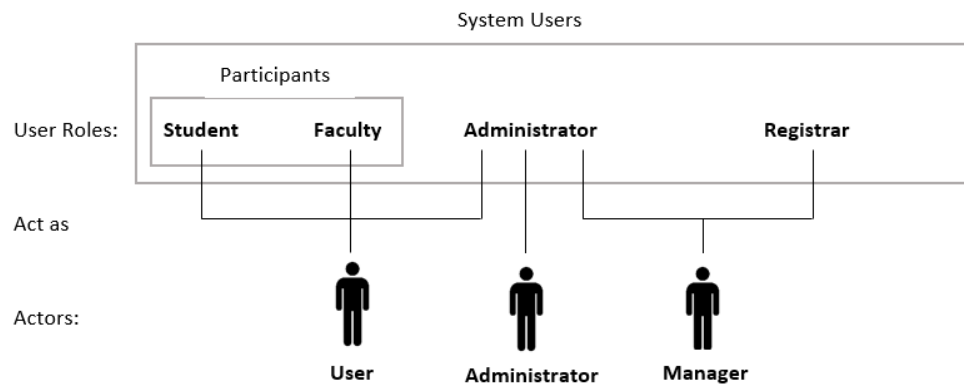 System Users
Participants
User Roles: Student Faculty Administrator Registrar
Act as
Actors:
User Administrator Manager